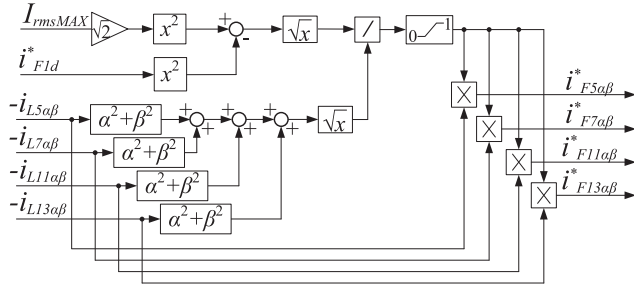 I_rmsMAX √2 x² + - √x / 0 1
i*_F1d x²
i*_F5αβ
-i_L5αβ α²+β² + + + + + + √x X
i*_F7αβ
-i_L7αβ α²+β² X
i*_F11αβ
-i_L11αβ α²+β² X
i*_F13αβ
-i_L13αβ α²+β² X